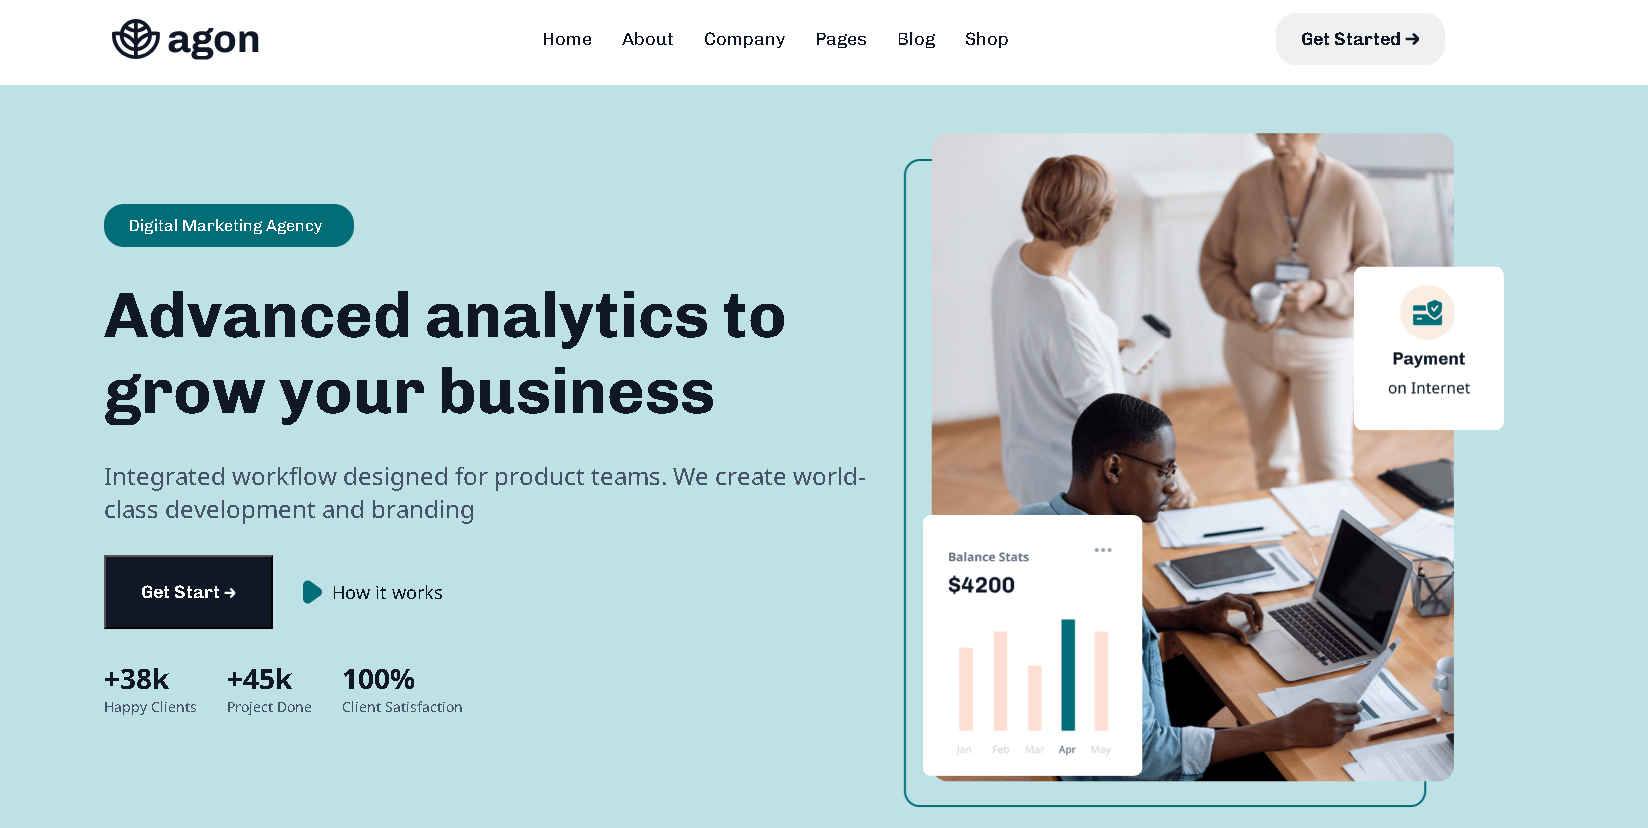 agon
Home About Company Pages Blog Shop
Get Started →
Digital Marketing Agency
Advanced analytics to
grow your business
Integrated workflow designed for product teams. We create world-
class development and branding
Get Start →
How it works
+38k +45k 100%
Happy Clients Project Done Client Satisfaction
Payment
on Internet
Balance Stats
$4200
Jan Feb Mar Apr May